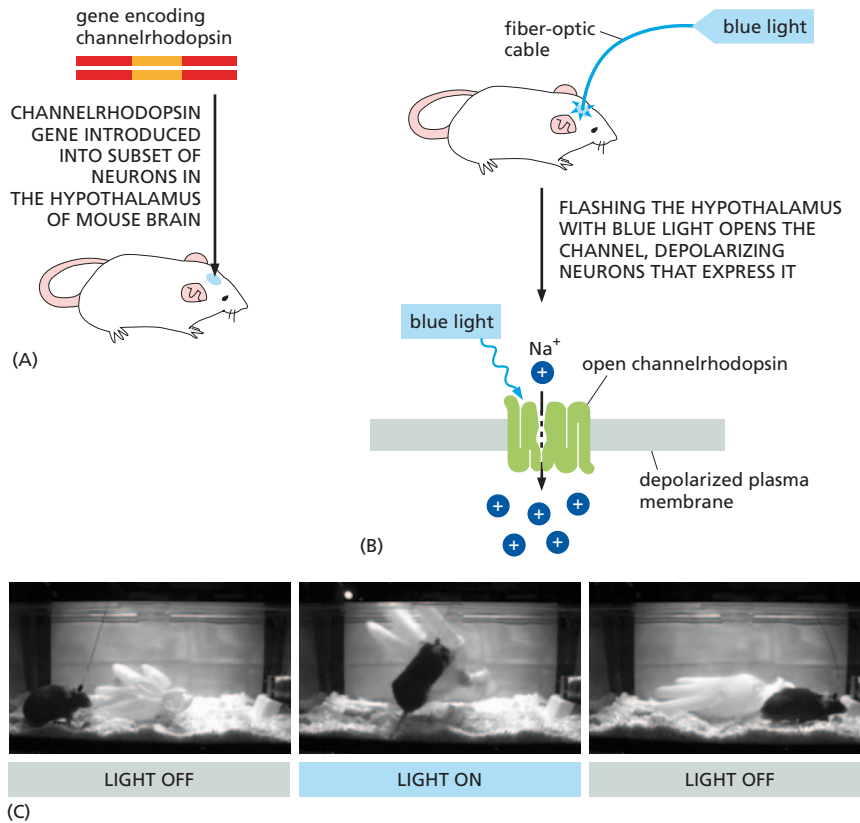 gene encoding
channelrhodopsin
CHANNELRHODOPSIN
GENE INTRODUCED
INTO SUBSET OF
NEURONS IN
THE HYPOTHALAMUS
OF MOUSE BRAIN
(A)
fiber-optic
cable
blue light
FLASHING THE HYPOTHALAMUS
WITH BLUE LIGHT OPENS THE
CHANNEL, DEPOLARIZING
NEURONS THAT EXPRESS IT
blue light
Na⁺
+
open channelrhodopsin
depolarized plasma
membrane
+ + +
+ +
(B)
LIGHT OFF
LIGHT ON
LIGHT OFF
(C)